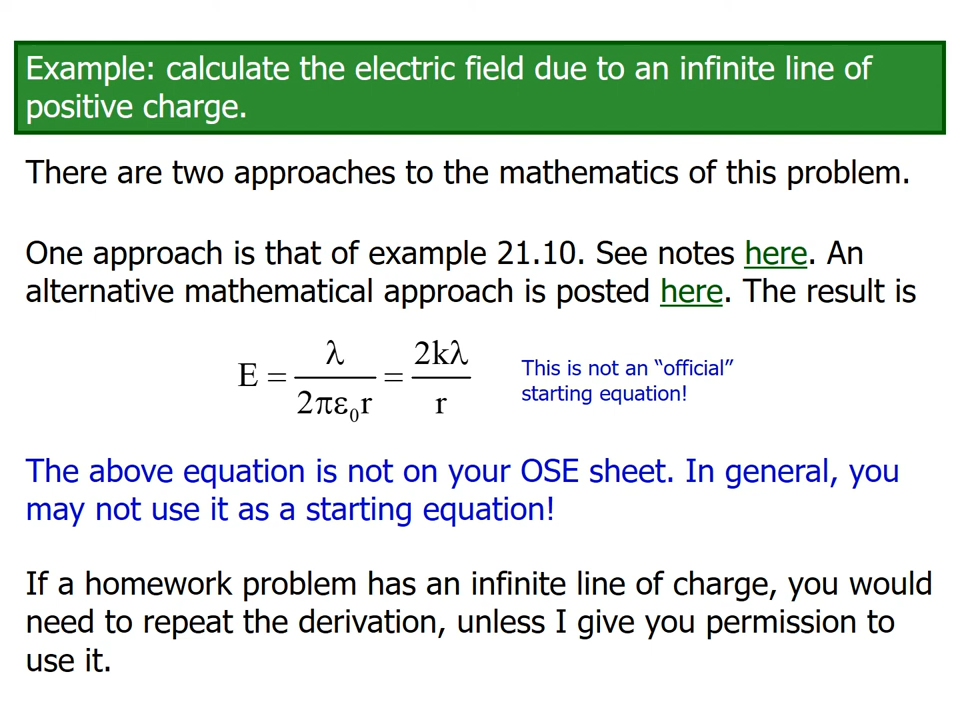 Example: calculate the electric field due to an infinite line of
positive charge.
There are two approaches to the mathematics of this problem.
One approach is that of example 21.10. See notes here. An
alternative mathematical approach is posted here. The result is
E = λ / 2πε₀r = 2kλ / r
This is not an “official”
starting equation!
The above equation is not on your OSE sheet. In general, you
may not use it as a starting equation!
If a homework problem has an infinite line of charge, you would
need to repeat the derivation, unless I give you permission to
use it.